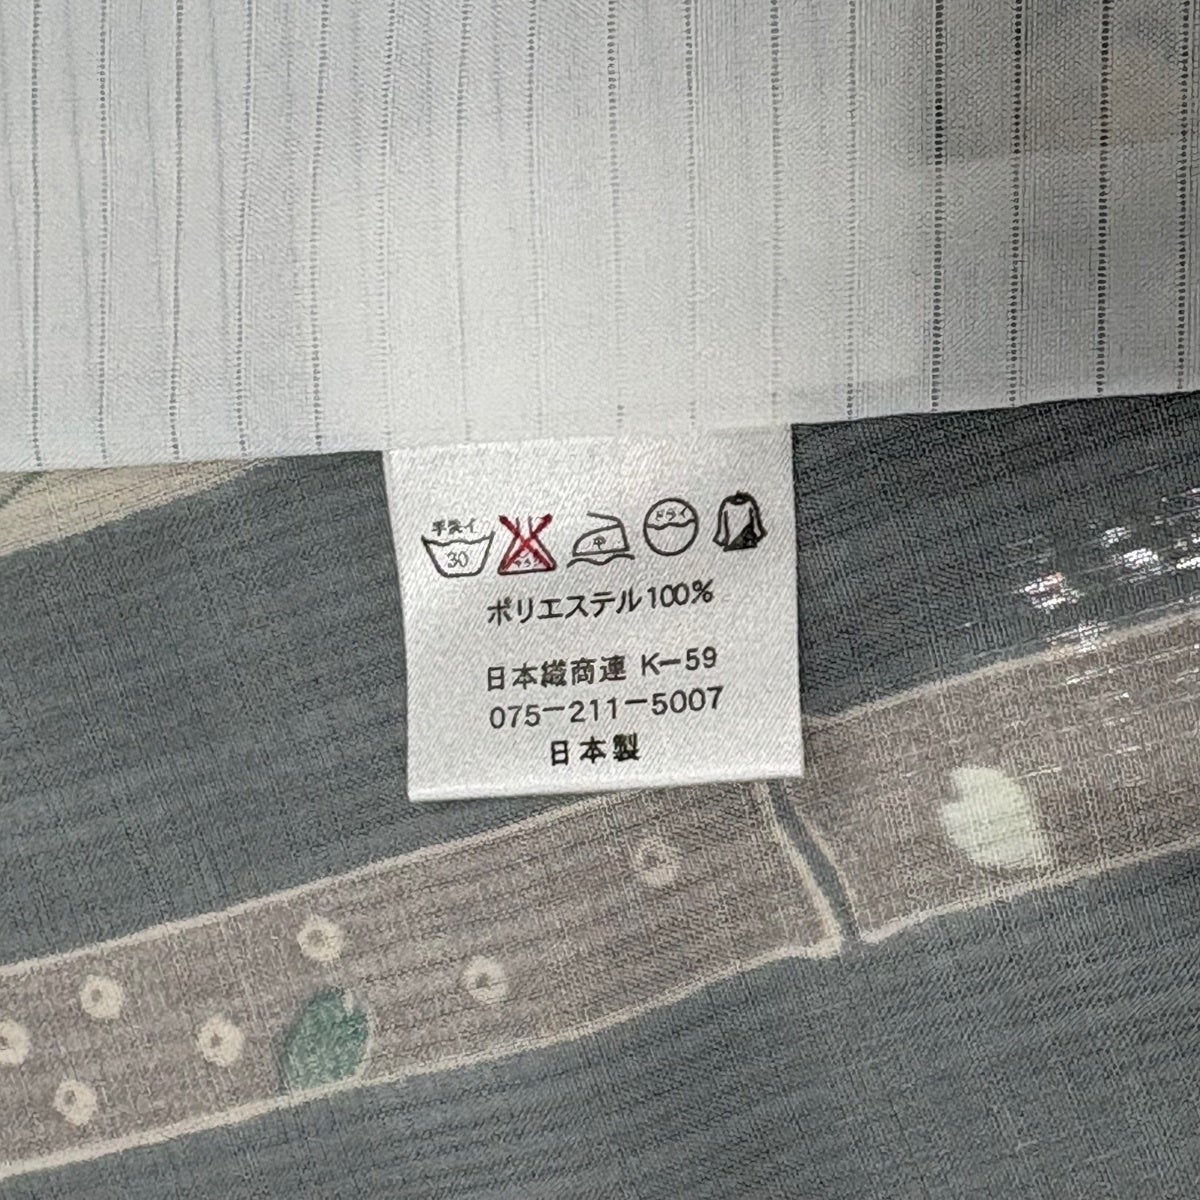 手洗イ
30
中
ドライ
ポリエステル100%
日本織商連 K-59
075-211-5007
日本製